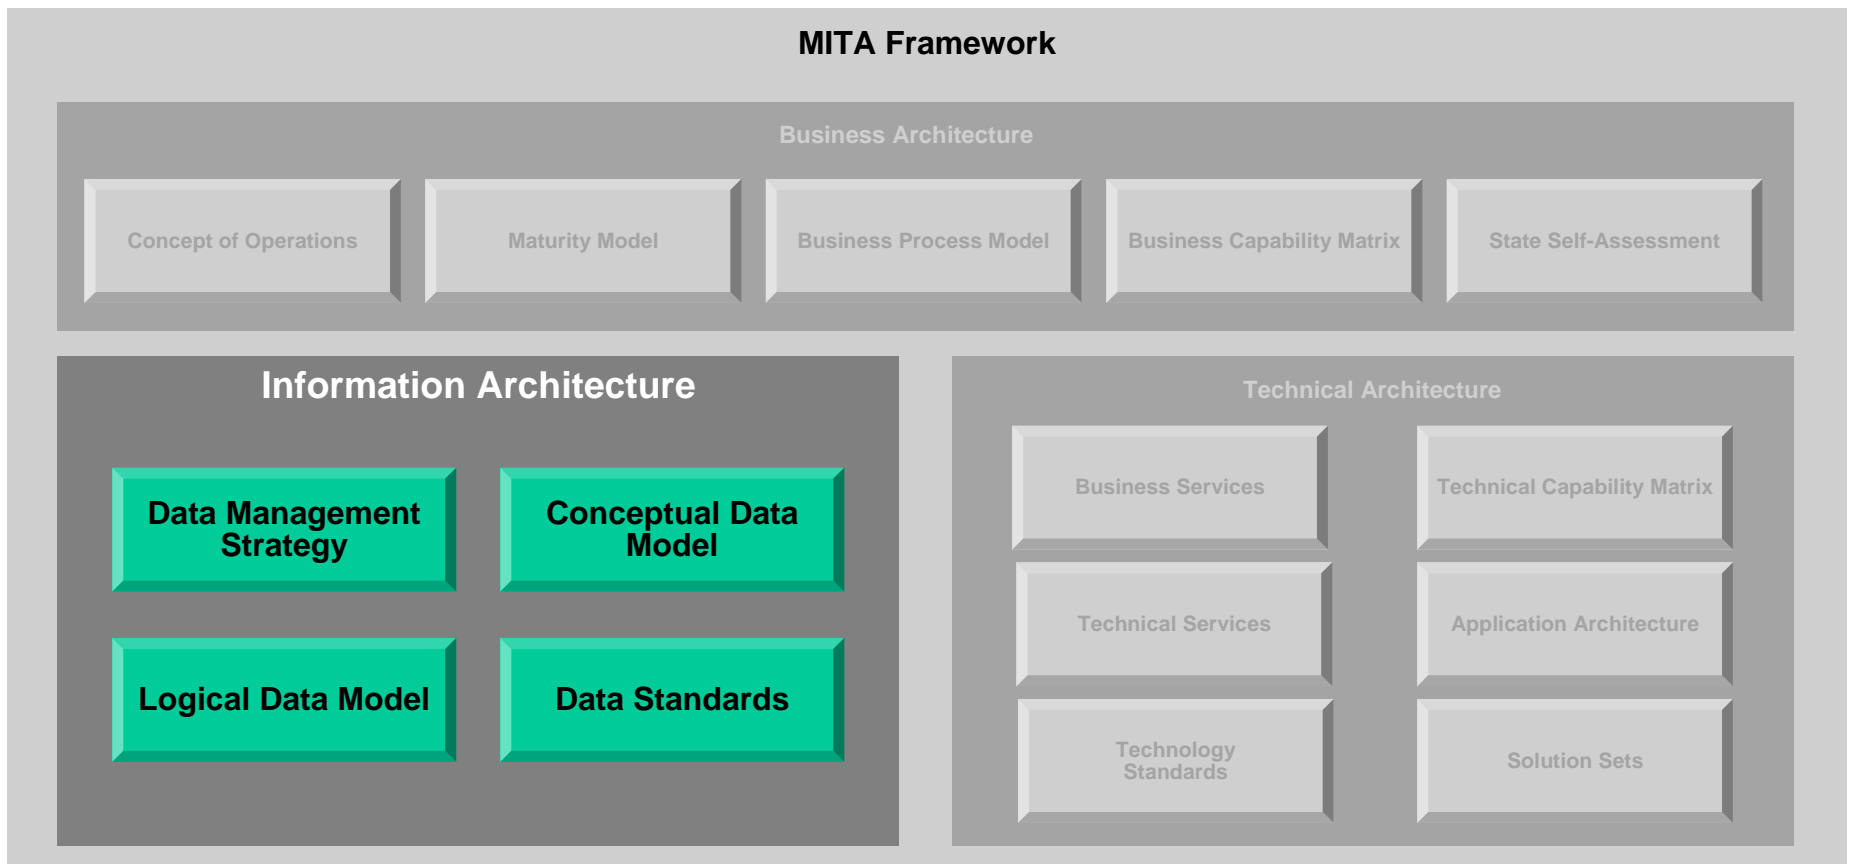 MITA Framework
Business Architecture
Concept of Operations
Maturity Model
Business Process Model
Business Capability Matrix
State Self-Assessment
Information Architecture
Data Management
Strategy
Conceptual Data
Model
Logical Data Model
Data Standards
Technical Architecture
Business Services
Technical Capability Matrix
Technical Services
Application Architecture
Technology
Standards
Solution Sets